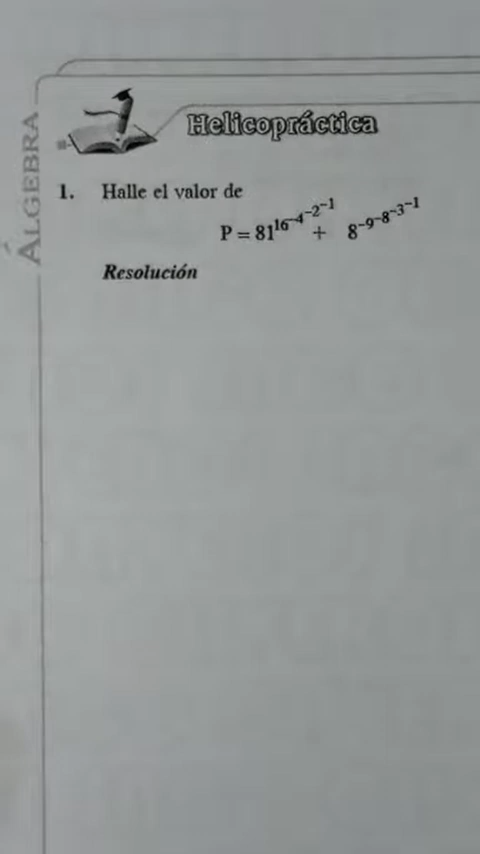 ÁLGEBRA
Helicopráctica
1. Halle el valor de
P = 81^{16^{-4^{-2^{-1}}}} + 8^{-9^{-8^{-3^{-1}}}}
Resolución